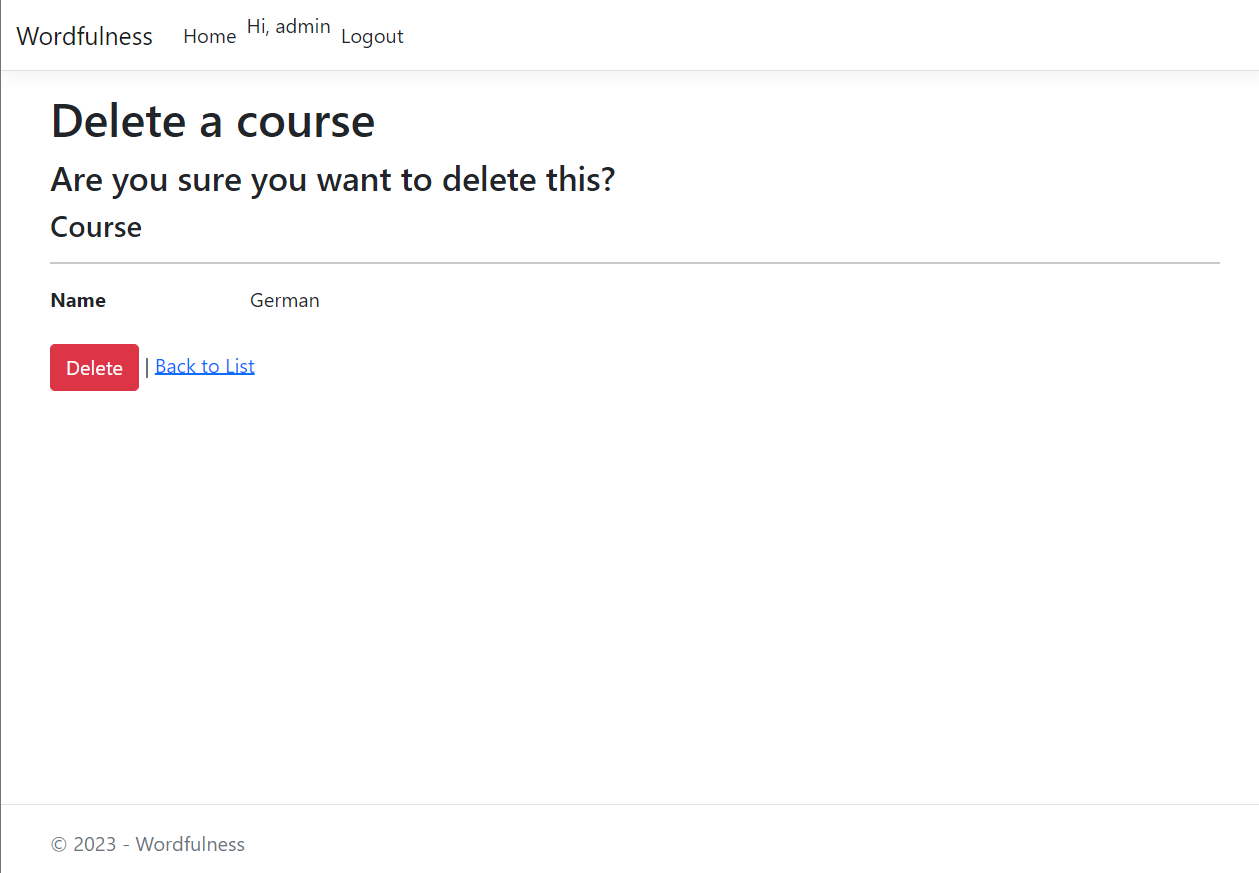 Wordfulness Home Hi, admin Logout
Delete a course
Are you sure you want to delete this?
Course
Name German
Delete | Back to List
© 2023 - Wordfulness